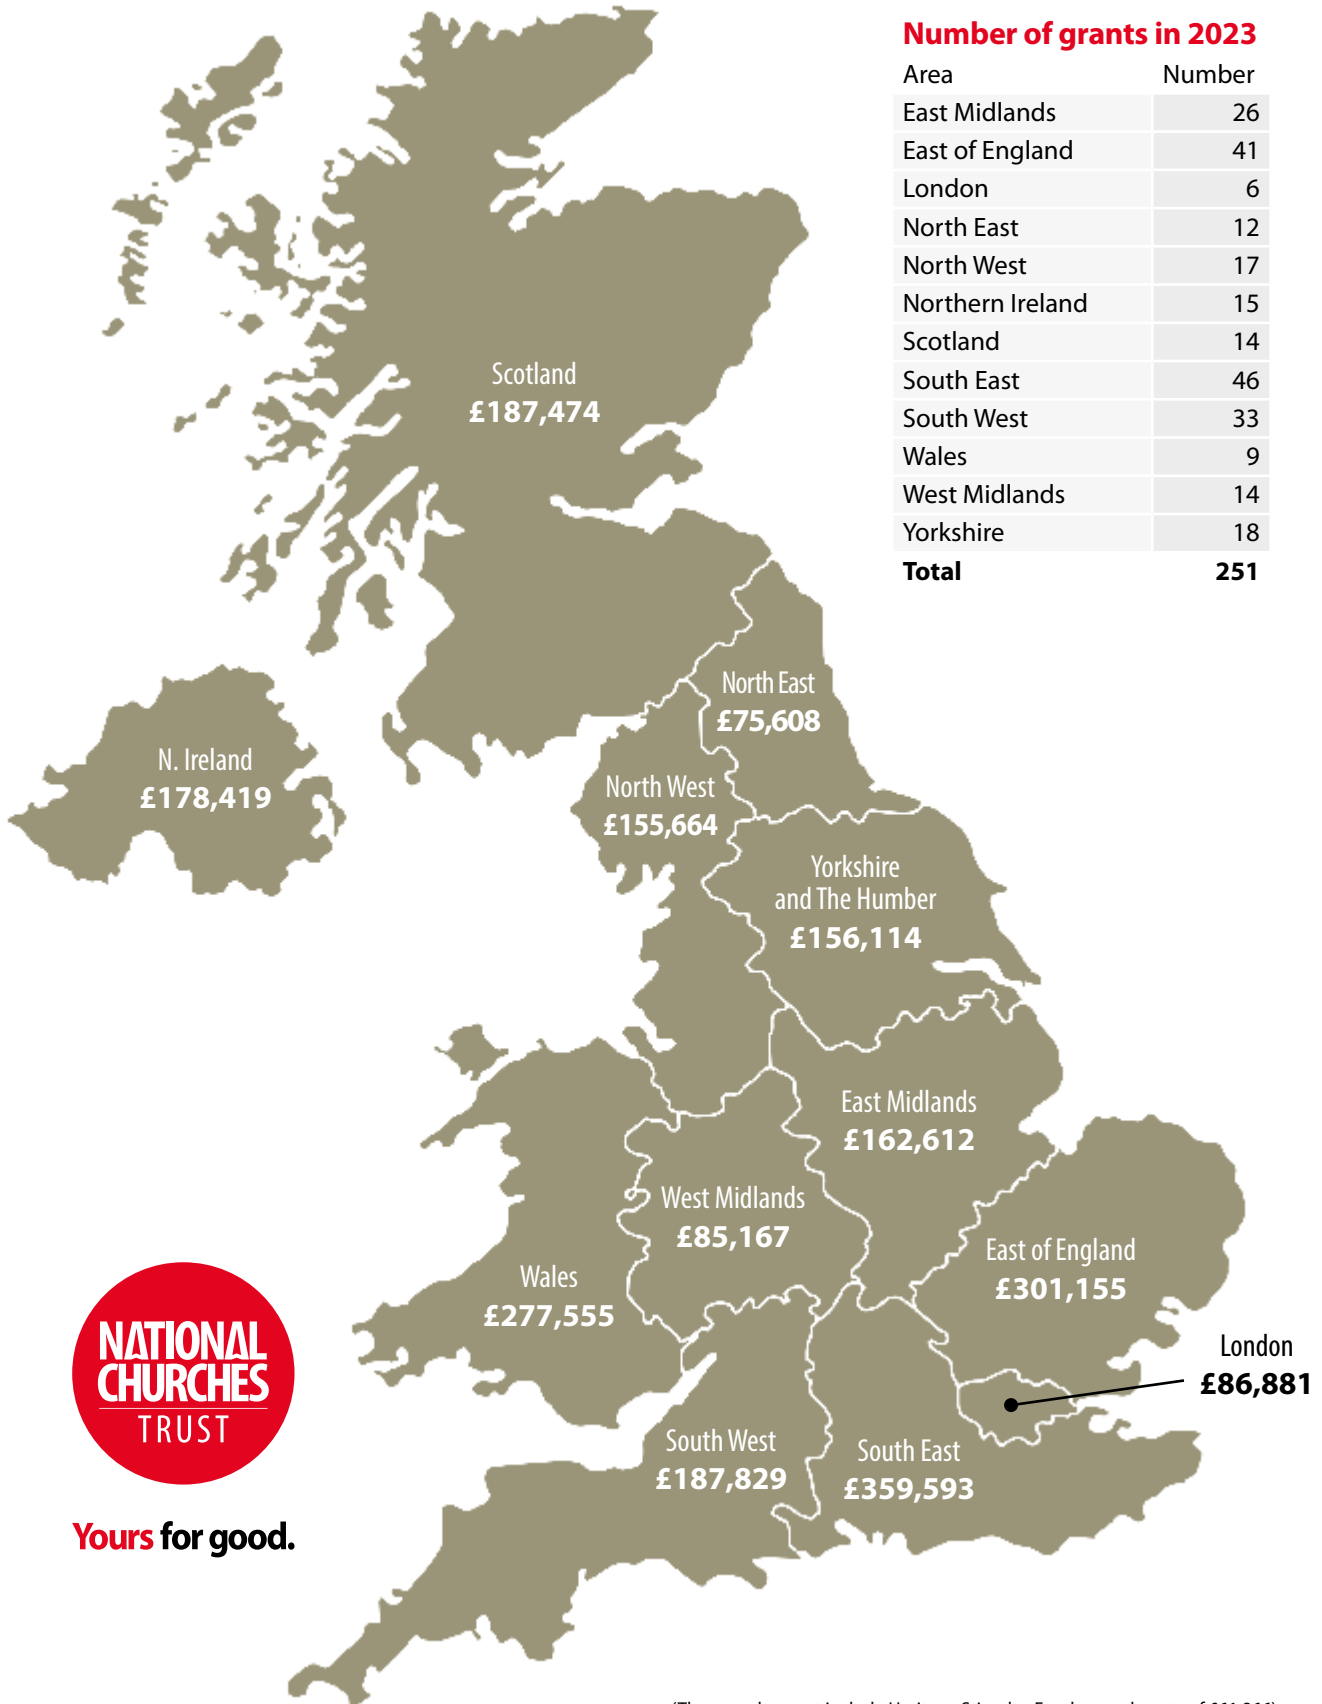 Number of grants in 2023
Area Number
East Midlands 26
East of England 41
London 6
North East 12
North West 17
Northern Ireland 15
Scotland 14
South East 46
South West 33
Wales 9
West Midlands 14
Yorkshire 18
Total 251
Scotland
£187,474
North East
£75,608
N. Ireland
£178,419
North West
£155,664
Yorkshire
and The Humber
£156,114
East Midlands
£162,612
West Midlands
£85,167
East of England
£301,155
Wales
£277,555
London
£86,881
South West
£187,829
South East
£359,593
NATIONAL
CHURCHES
TRUST
Yours for good.